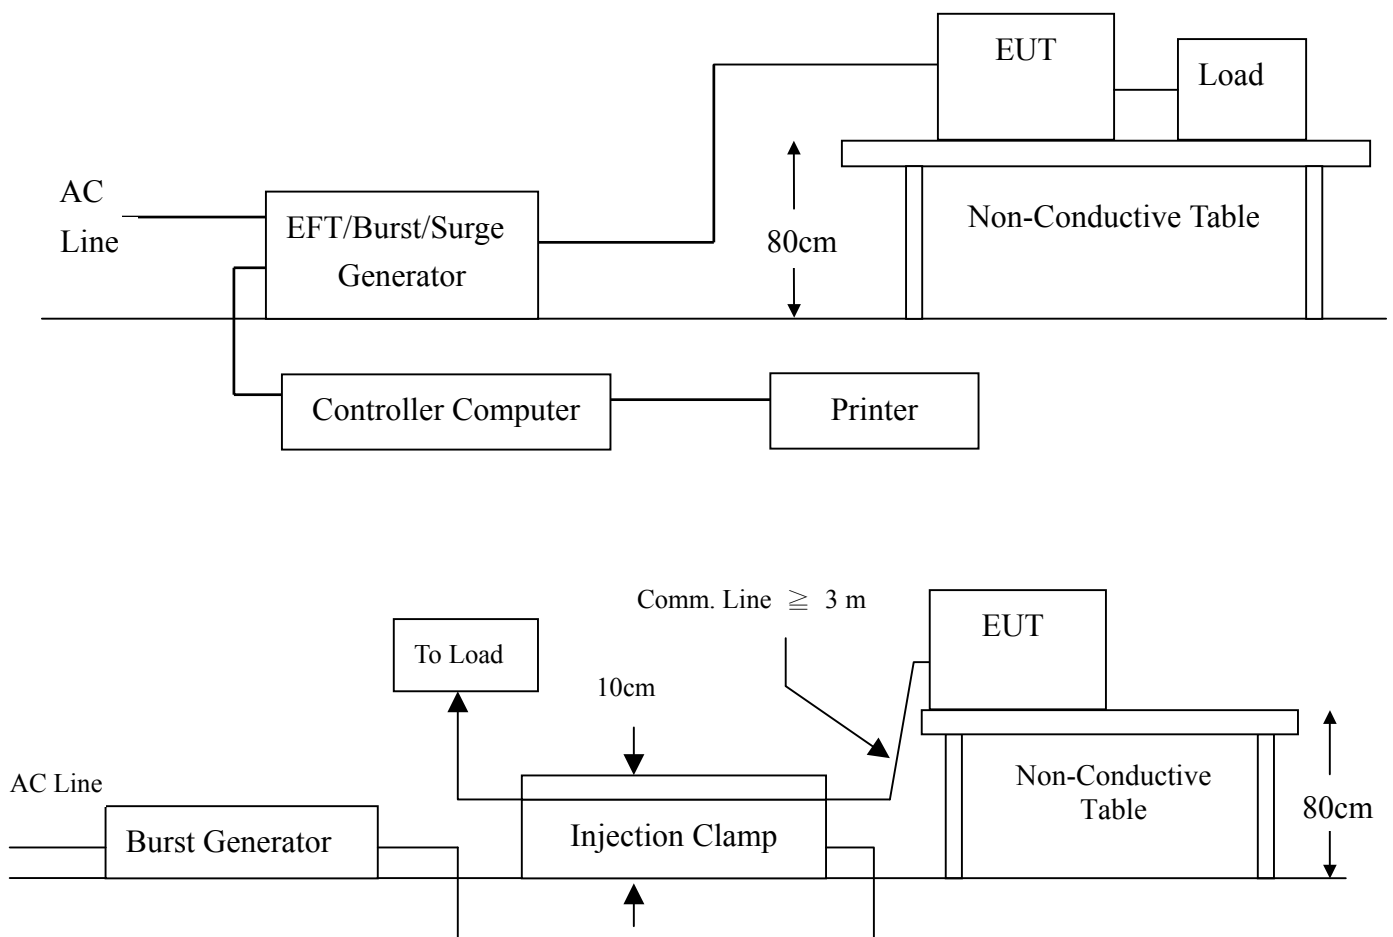 EUT
Load
AC
Line
EFT/Burst/Surge
Generator
80cm
Non-Conductive Table
Controller Computer
Printer
Comm. Line ≧ 3 m
EUT
To Load
10cm
AC Line
Burst Generator
Injection Clamp
Non-Conductive
Table
80cm